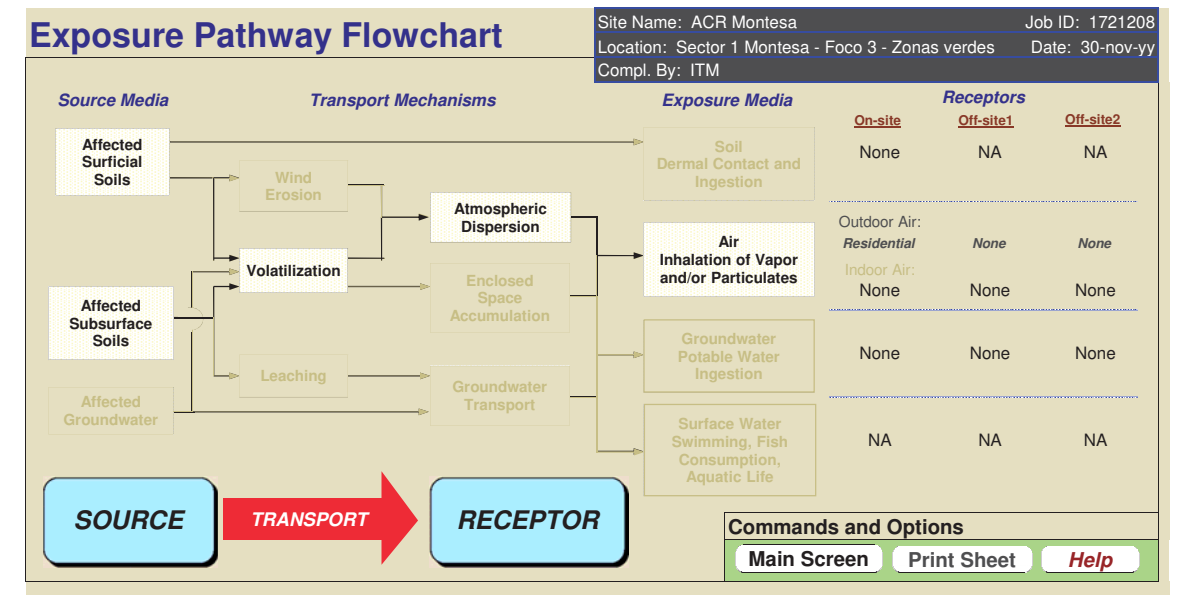 Exposure Pathway Flowchart
Site Name: ACR Montesa
Job ID: 1721208
Location: Sector 1 Montesa - Foco 3 - Zonas verdes
Date: 30-nov-yy
Compl. By: ITM
Source Media
Transport Mechanisms
Exposure Media
Receptors
On-site
Off-site1
Off-site2
Affected
Surficial
Soils
Wind
Erosion
Atmospheric
Dispersion
Volatilization
Enclosed
Space
Accumulation
Affected
Subsurface
Soils
Leaching
Groundwater
Transport
Affected
Groundwater
Soil
Dermal Contact and
Ingestion
None
NA
NA
Air
Inhalation of Vapor
and/or Particulates
Outdoor Air:
Residential
None
None
Indoor Air:
None
None
None
Groundwater
Potable Water
Ingestion
None
None
None
Surface Water
Swimming, Fish
Consumption,
Aquatic Life
NA
NA
NA
SOURCE
TRANSPORT
RECEPTOR
Commands and Options
Main Screen
Print Sheet
Help